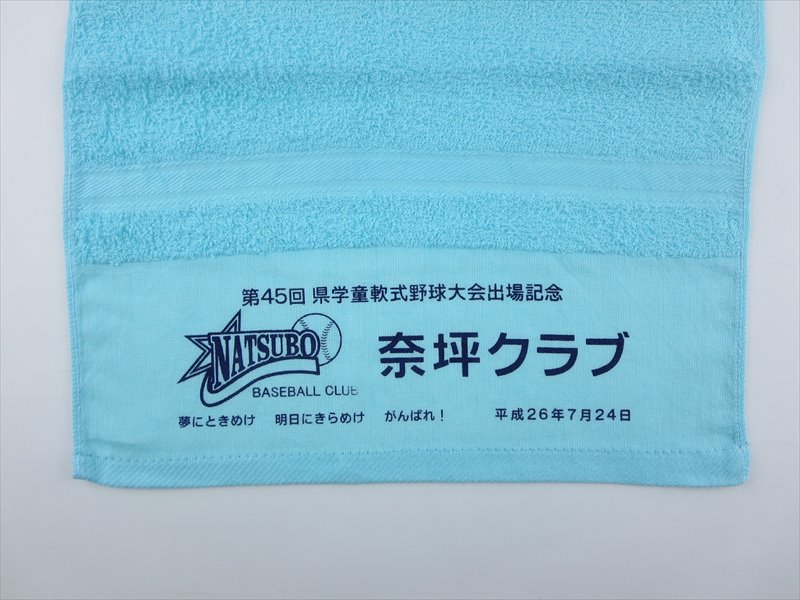 第45回 県学童軟式野球大会出場記念
NATSUBO
BASEBALL CLUB
奈坪クラブ
夢にときめけ 明日にきらめけ がんばれ! 平成26年7月24日